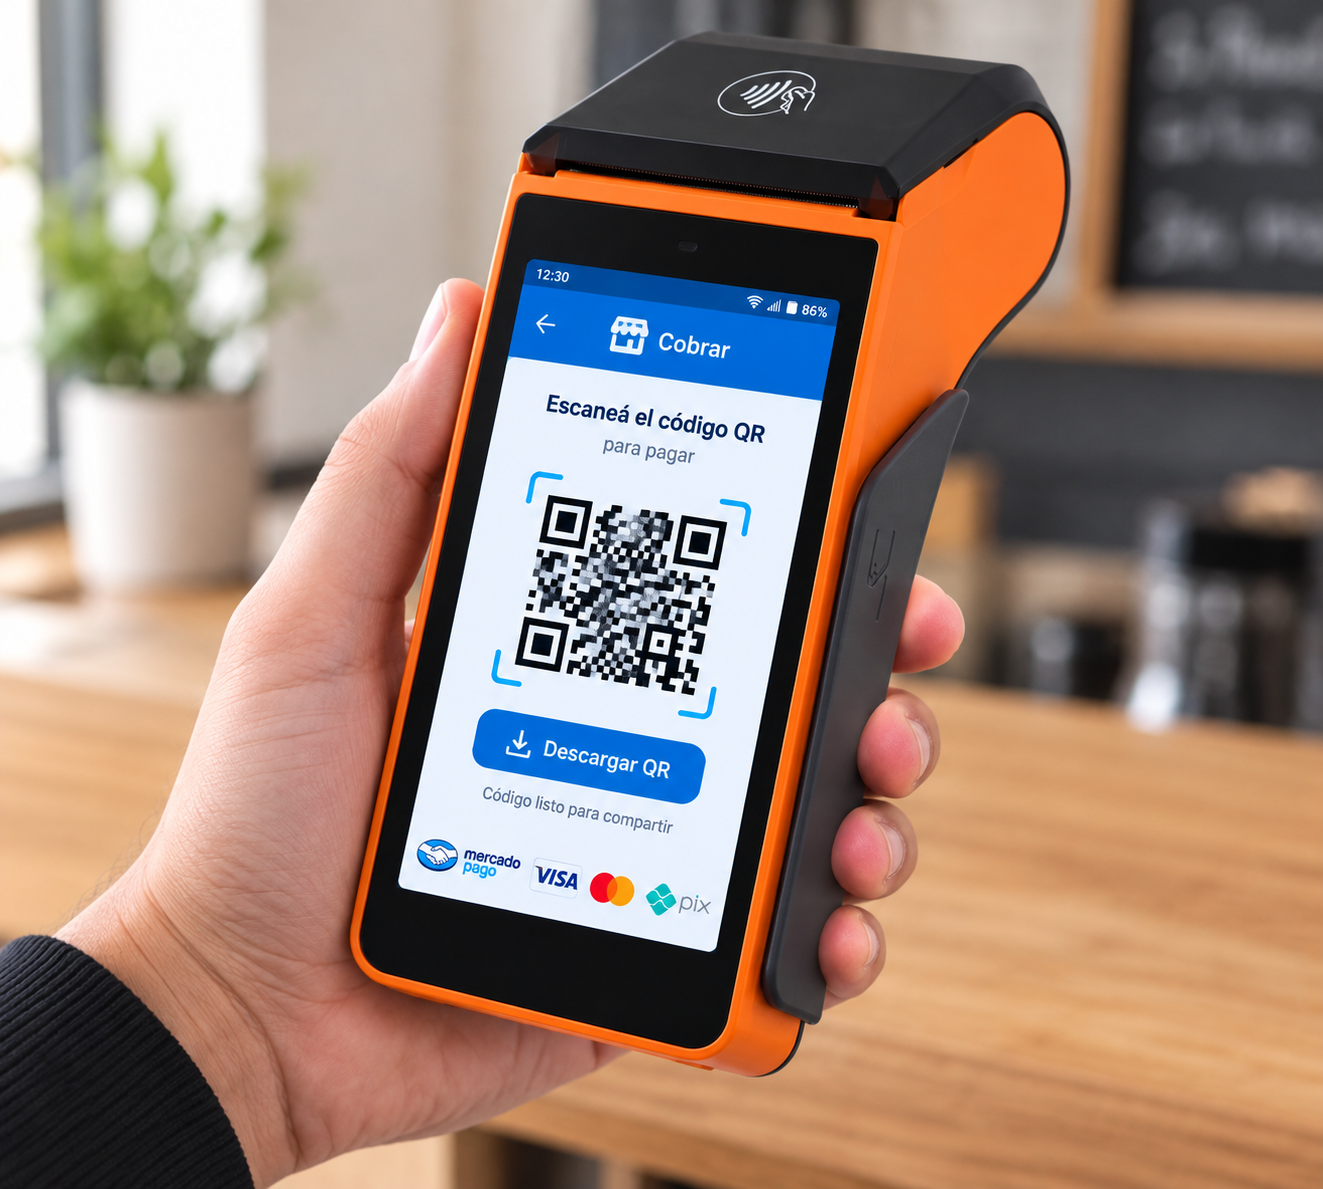 12:30
86%
Cobrar
Escaneá el código QR
para pagar
Descargar QR
Código listo para compartir
mercado
pago
VISA
pix